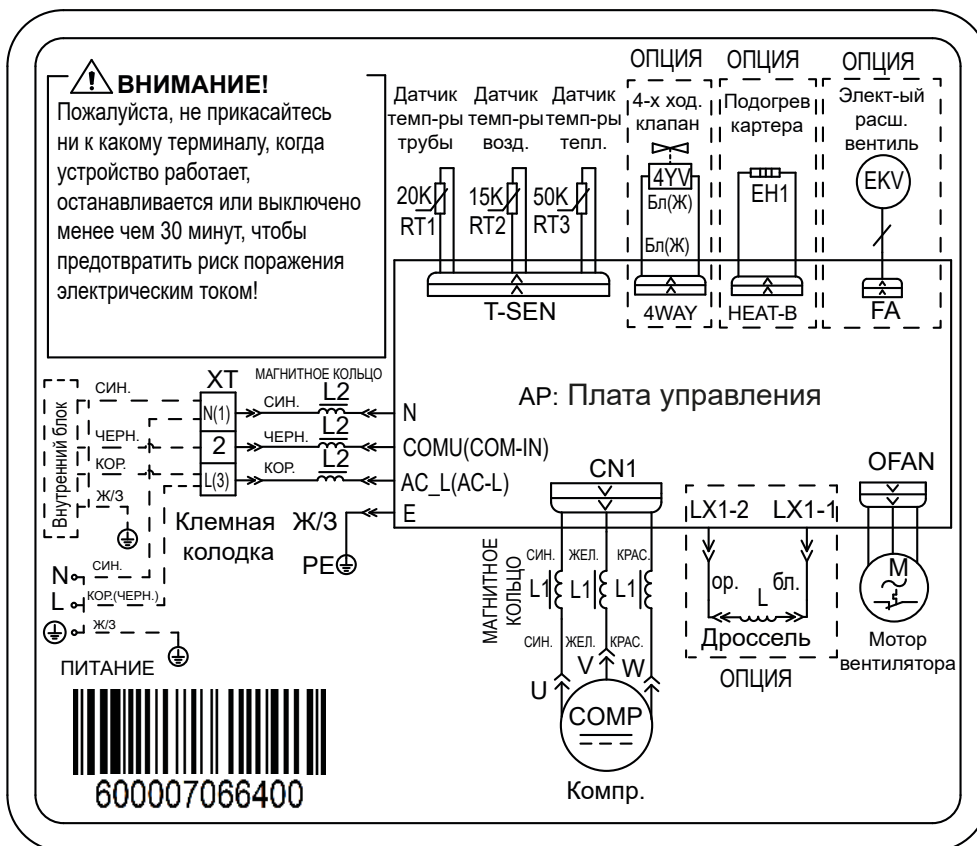 ВНИМАНИЕ!
Пожалуйста, не прикасайтесь
ни к какому терминалу, когда
устройство работает,
останавливается или выключено
менее чем 30 минут, чтобы
предотвратить риск поражения
электрическим током!
Датчик
темп-ры
трубы
Датчик
темп-ры
возд.
Датчик
темп-ры
тепл.
20K
RT1
15K
RT2
50K
RT3
T-SEN
ОПЦИЯ
4-х ход.
клапан
4YV
Бл(Ж)
Бл(Ж)
4WAY
ОПЦИЯ
Подогрев
картера
EH1
HEAT-B
ОПЦИЯ
Элект-ый
расш.
вентиль
EKV
FA
Внутренний блок
СИН.
ЧЕРН.
КОР.
Ж/З
XT
N(1)
2
L(3)
Клемная
колодка
МАГНИТНОЕ КОЛЬЦО
СИН.
L2
ЧЕРН.
L2
КОР.
L2
N
COMU(COM-IN)
AC_L(AC-L)
E
Ж/З
PE
AP: Плата управления
N
СИН.
L
КОР.(ЧЕРН.)
Ж/З
ПИТАНИЕ
600007066400
CN1
МАГНИТНОЕ
КОЛЬЦО
СИН.
ЖЕЛ.
КРАС.
L1
L1
L1
СИН.
ЖЕЛ.
КРАС.
U
V
W
COMP
Компр.
LX1-2
LX1-1
ор.
L
бл.
Дроссель
ОПЦИЯ
OFAN
M
Мотор
вентилятора